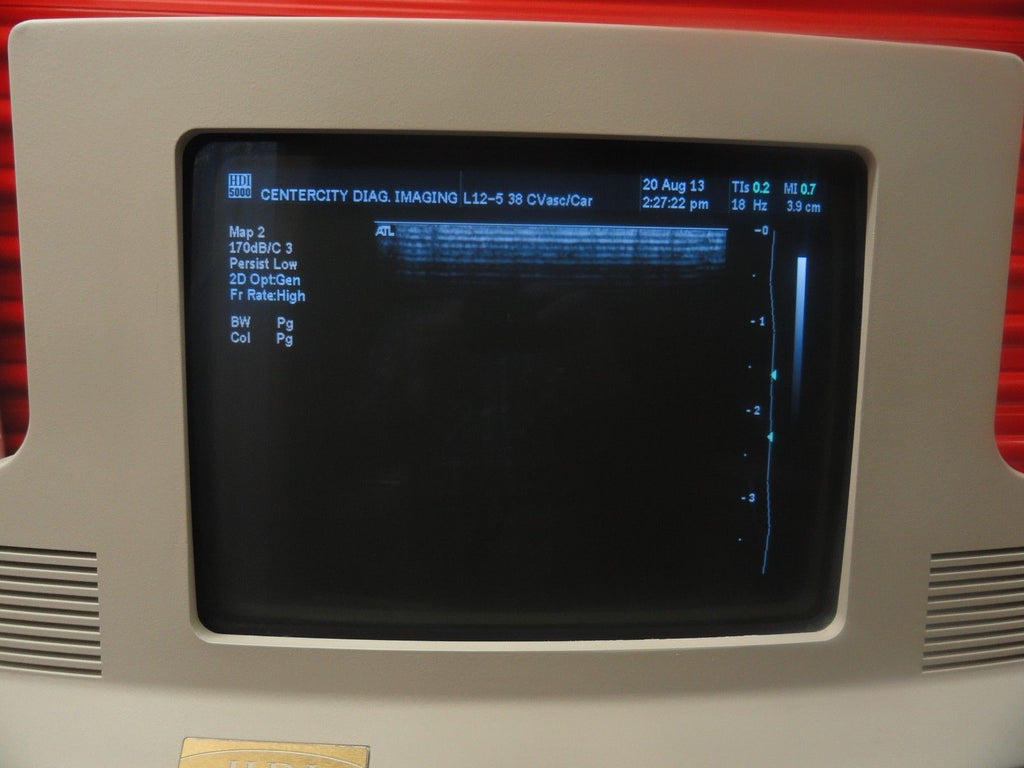 HDI
5000
CENTERCITY DIAG. IMAGING L12-5 38 CVasc/Car
20 Aug 13
2:27:22 pm
TIs 0.2 MI 0.7
18 Hz 3.9 cm
Map 2
170dB/C 3
Persist Low
2D Opt:Gen
Fr Rate:High
BW Pg
Col Pg
ATL
-0
-1
-2
-3
HDI